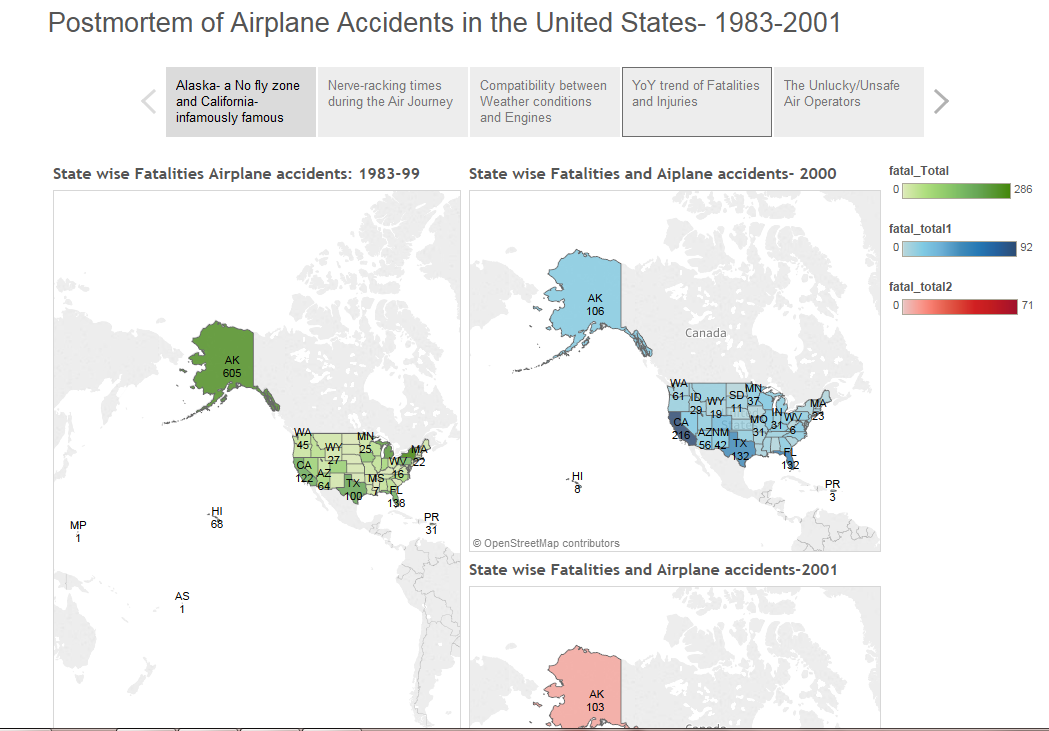 Postmortem of Airplane Accidents in the United States- 1983-2001
Alaska- a No fly zone
and California-
infamously famous
Nerve-racking times
during the Air Journey
Compatibility between
Weather conditions
and Engines
YoY trend of Fatalities
and Injuries
The Unlucky/Unsafe
Air Operators
State wise Fatalities Airplane accidents: 1983-99
AK
605
WA
45
MN
25
WY
27
MA
22
CA
122
AZ
64
WV
16
TX
100
MS
7
FL
138
HI
68
PR
31
MP
1
AS
1
State wise Fatalities and Aiplane accidents- 2000
AK
106
Canada
WA
61
ID
29
WY
19
SD
11
MN
37
MA
23
CA
216
AZ
56
NM
42
MO
31
IN
31
WV
6
TX
132
FL
132
HI
8
PR
3
© OpenStreetMap contributors
State wise Fatalities and Airplane accidents-2001
AK
103
fatal_Total
0 286
fatal_total1
0 92
fatal_total2
0 71